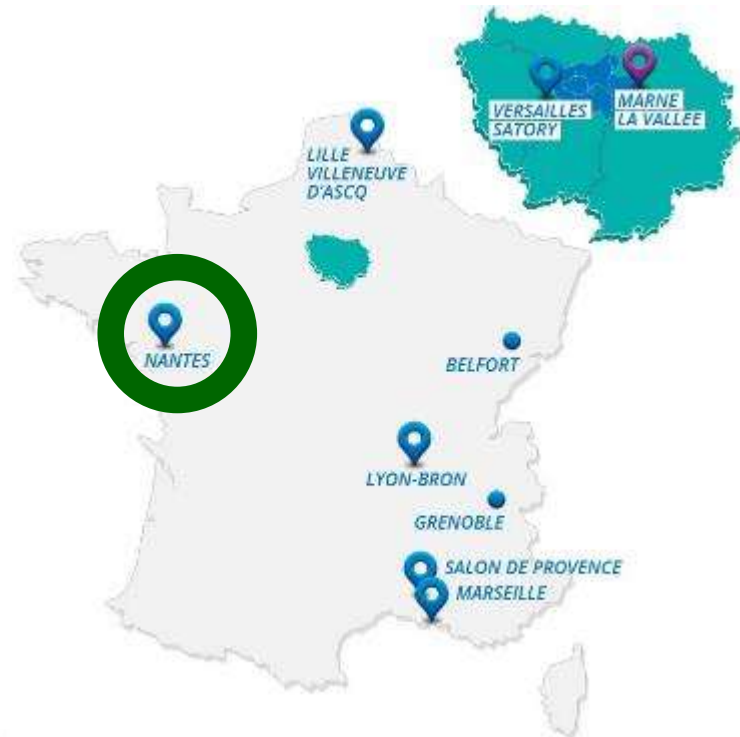 VERSAILLES
SATORY
MARNE
LA VALLEE
LILLE
VILLENEUVE
D'ASCQ
NANTES
BELFORT
LYON-BRON
GRENOBLE
SALON DE PROVENCE
MARSEILLE